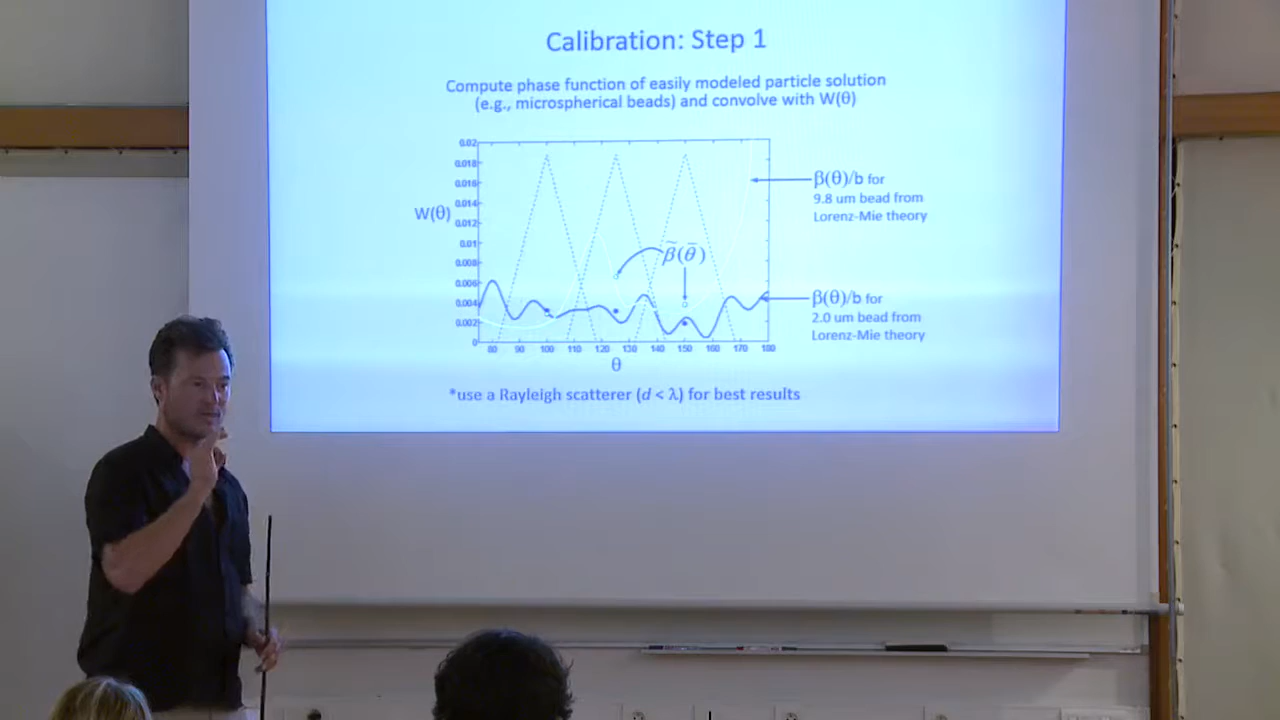 Calibration: Step 1
Compute phase function of easily modeled particle solution
(e.g., microspherical beads) and convolve with W(θ)
0.02
0.018
0.016
0.014
0.012
0.01
0.008
0.006
0.004
0.002
0
W(θ)
80 90 100 110 120 130 140 150 160 170 180
θ
β̃(θ̄)
β(θ)/b for
9.8 um bead from
Lorenz-Mie theory
β(θ)/b for
2.0 um bead from
Lorenz-Mie theory
*use a Rayleigh scatterer (d < λ) for best results